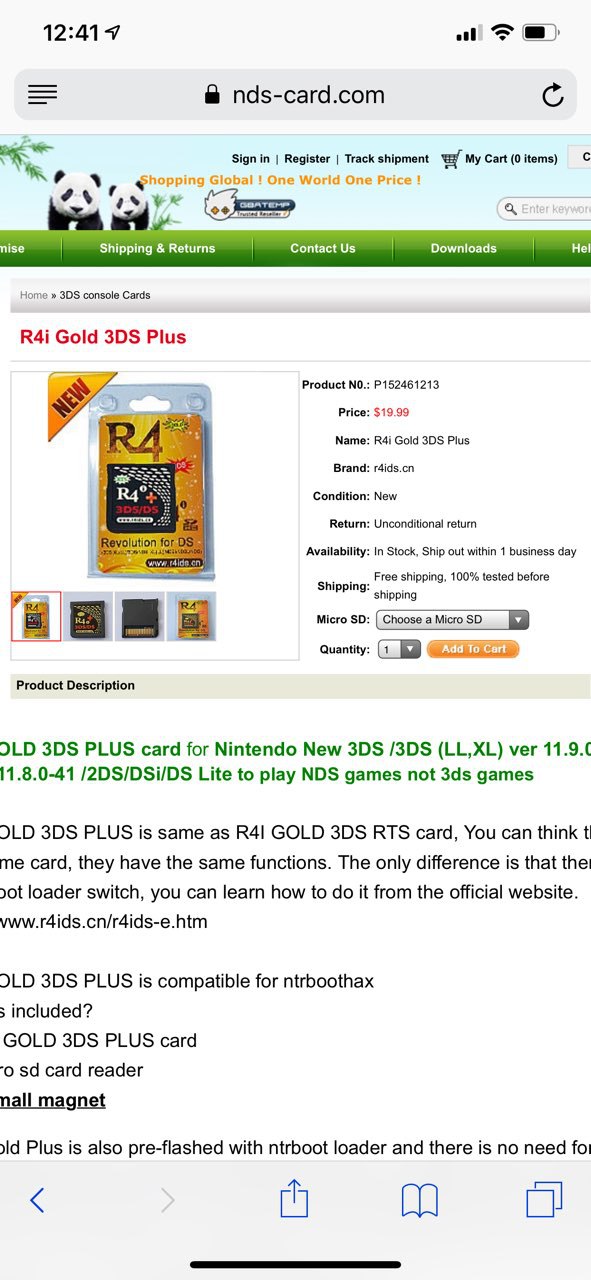 12:41
nds-card.com
Sign in | Register | Track shipment My Cart (0 items) C
Shopping Global ! One World One Price !
GBATEMP
Trusted Reseller
Enter keywor
mise Shipping & Returns Contact Us Downloads Hel
Home » 3DS console Cards
R4i Gold 3DS Plus
NEW
R4
R4i+
3DS/DS
www.r4ids.cn
Revolution for DS
www.r4ids.cn
Product N0.: P152461213
Price: $19.99
Name: R4i Gold 3DS Plus
Brand: r4ids.cn
Condition: New
Return: Unconditional return
Availability: In Stock, Ship out within 1 business day
Shipping: Free shipping, 100% tested before
shipping
Micro SD: Choose a Micro SD
Quantity: 1 Add To Cart
Product Description
OLD 3DS PLUS card for Nintendo New 3DS /3DS (LL,XL) ver 11.9.0
11.8.0-41 /2DS/DSi/DS Lite to play NDS games not 3ds games
OLD 3DS PLUS is same as R4I GOLD 3DS RTS card, You can think th
me card, they have the same functions. The only difference is that ther
oot loader switch, you can learn how to do it from the official website.
www.r4ids.cn/r4ids-e.htm
OLD 3DS PLUS is compatible for ntrboothax
s included?
GOLD 3DS PLUS card
ro sd card reader
mall magnet
old Plus is also pre-flashed with ntrboot loader and there is no need for